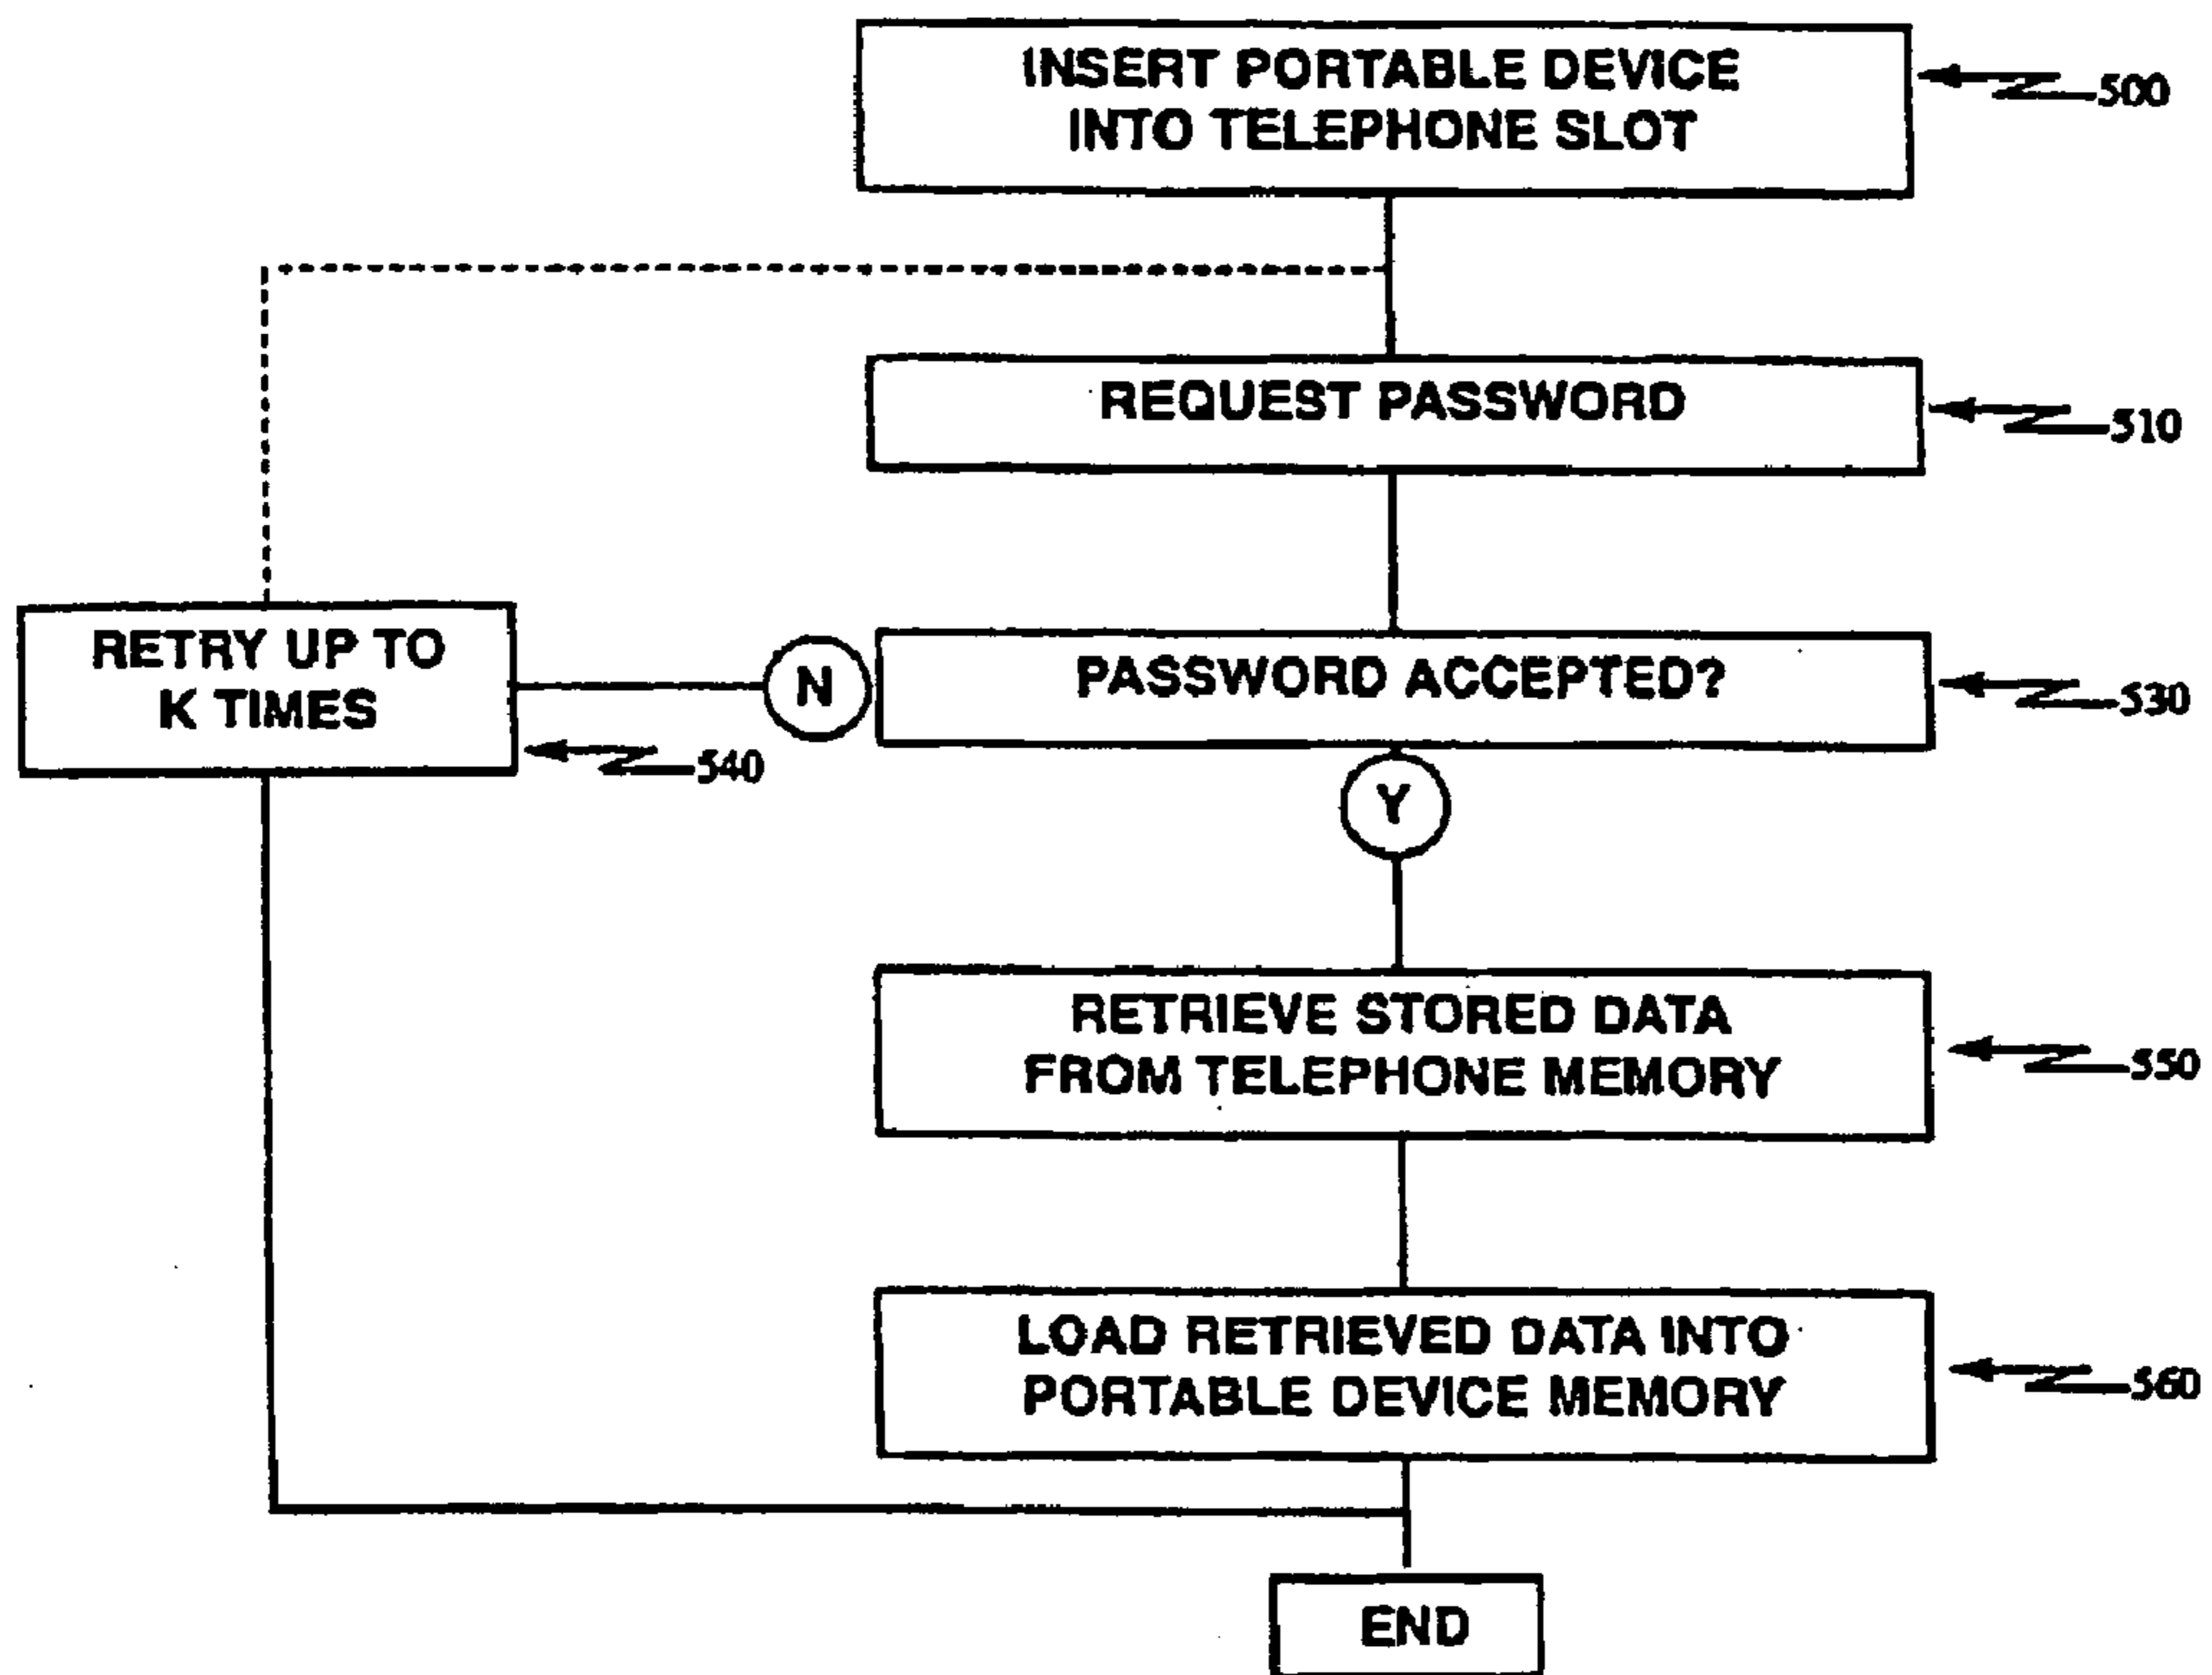 INSERT PORTABLE DEVICE
INTO TELEPHONE SLOT
500
REQUEST PASSWORD
510
RETRY UP TO
K TIMES
540
N
PASSWORD ACCEPTED?
530
Y
RETRIEVE STORED DATA
FROM TELEPHONE MEMORY
550
LOAD RETRIEVED DATA INTO
PORTABLE DEVICE MEMORY
560
END